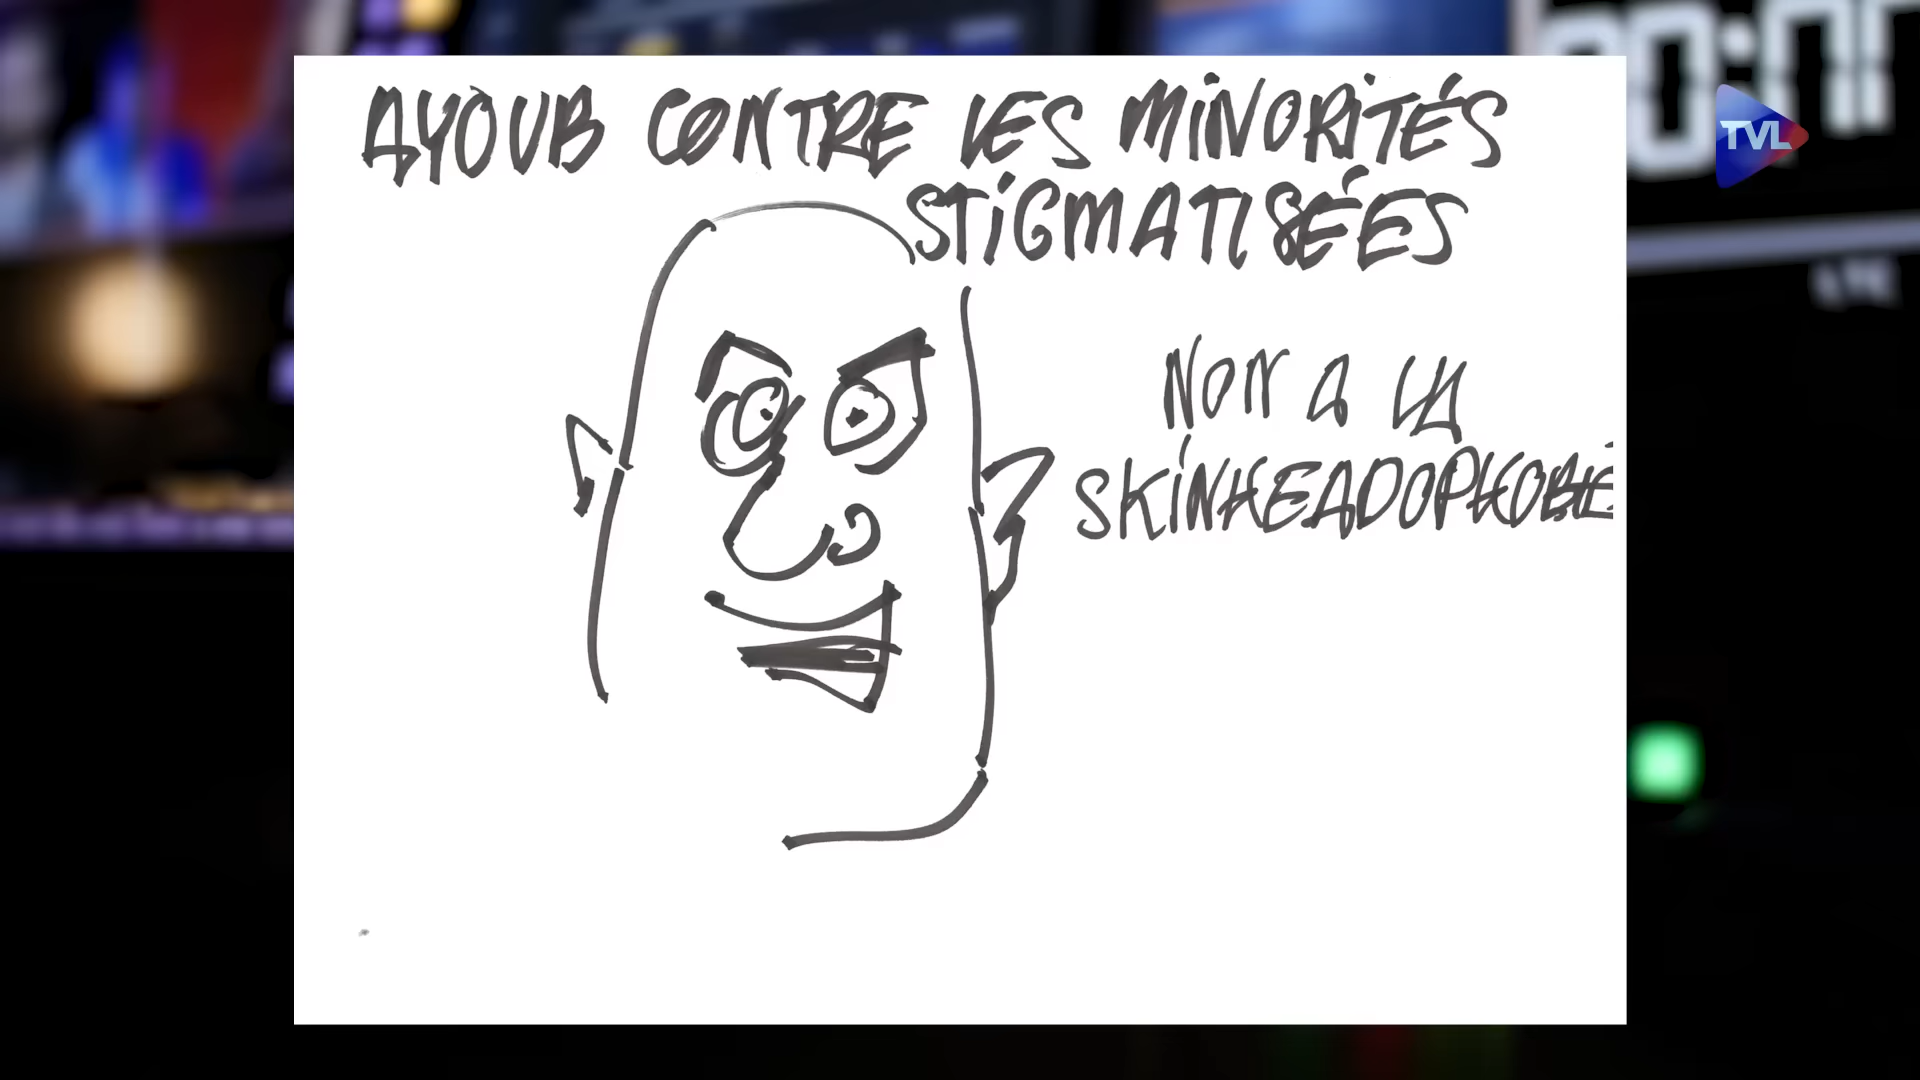 AYOUB CONTRE LES MINORITÉS
STIGMATISÉES
NON A LA
SKINHEADOPHOBIE
TVL